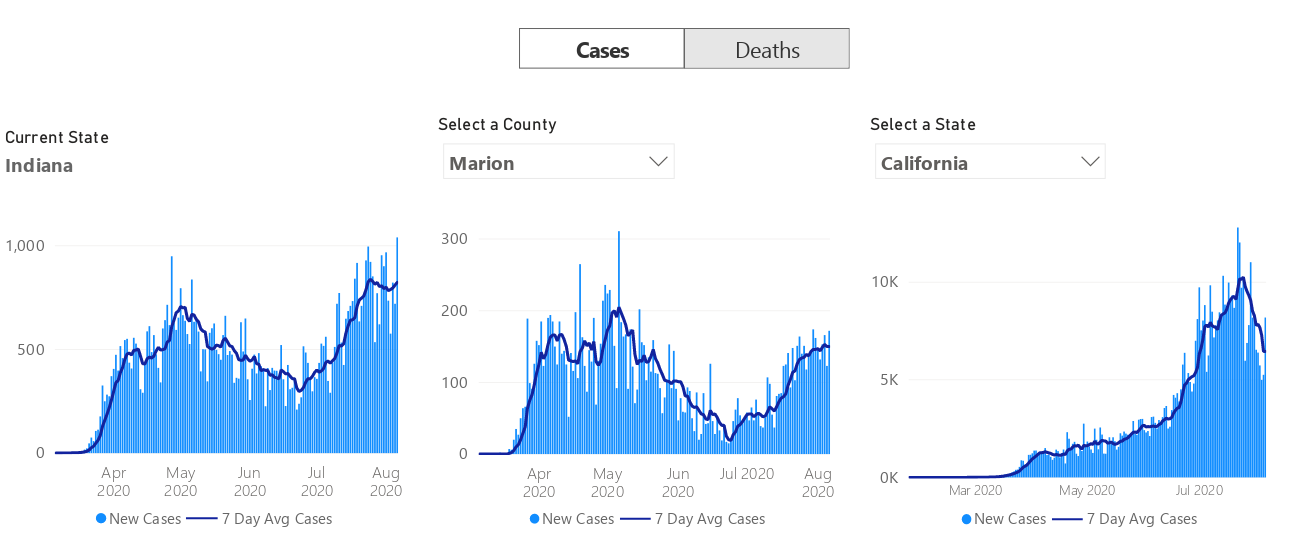 Cases
Deaths
Current State
Indiana
Select a County
Marion
Select a State
California
1,000
500
0
Apr 2020
May 2020
Jun 2020
Jul 2020
Aug 2020
New Cases
7 Day Avg Cases
300
200
100
0
Apr 2020
May 2020
Jun 2020
Jul 2020
Aug 2020
New Cases
7 Day Avg Cases
10K
5K
0K
Mar 2020
May 2020
Jul 2020
New Cases
7 Day Avg Cases